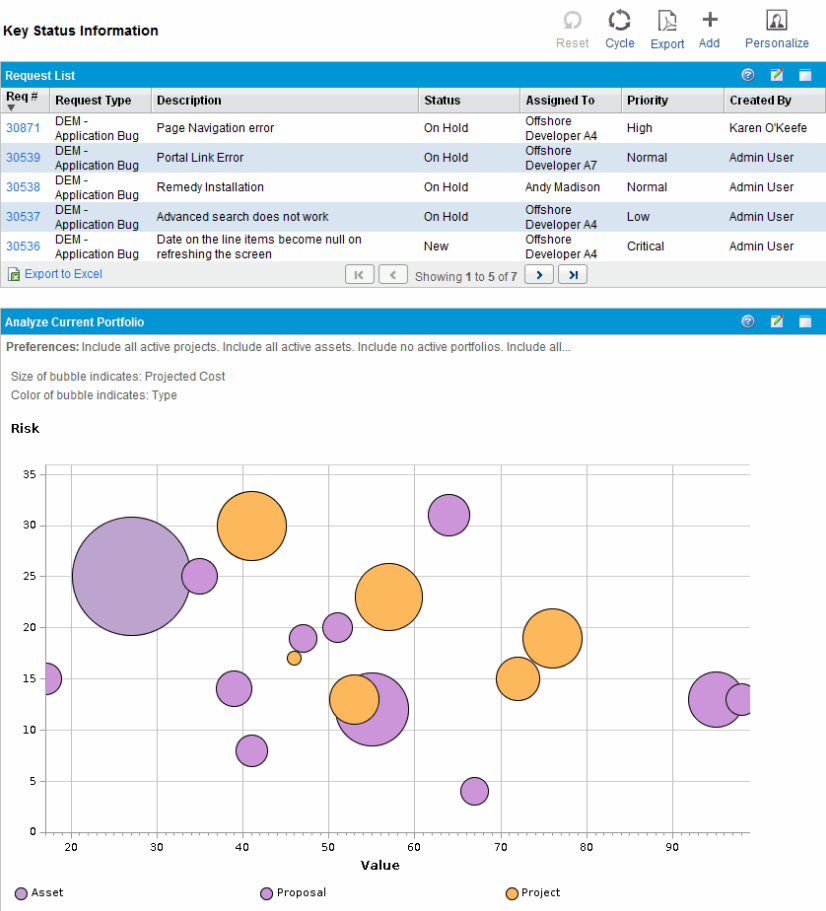 Key Status Information
Reset Cycle Export Add Personalize
Request List
Req # Request Type Description Status Assigned To Priority Created By
30871 DEM - Application Bug Page Navigation error On Hold Offshore Developer A4 High Karen O'Keefe
30539 DEM - Application Bug Portal Link Error On Hold Offshore Developer A7 Normal Admin User
30538 DEM - Application Bug Remedy Installation On Hold Andy Madison Normal Admin User
30537 DEM - Application Bug Advanced search does not work On Hold Offshore Developer A4 Low Admin User
30536 DEM - Application Bug Date on the line items become null on refreshing the screen New Offshore Developer A4 Critical Admin User
Export to Excel Showing 1 to 5 of 7
Analyze Current Portfolio
Preferences: Include all active projects. Include all active assets. Include no active portfolios. Include all...
Size of bubble indicates: Projected Cost
Color of bubble indicates: Type
Risk
35
30
25
20
15
10
5
0
20 30 40 50 60 70 80 90
Value
Asset Proposal Project